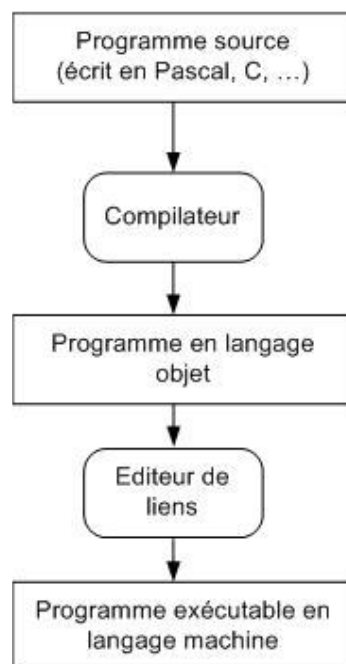 Programme source
(écrit en Pascal, C, …)
Compilateur
Programme en langage
objet
Editeur de
liens
Programme exécutable en
langage machine